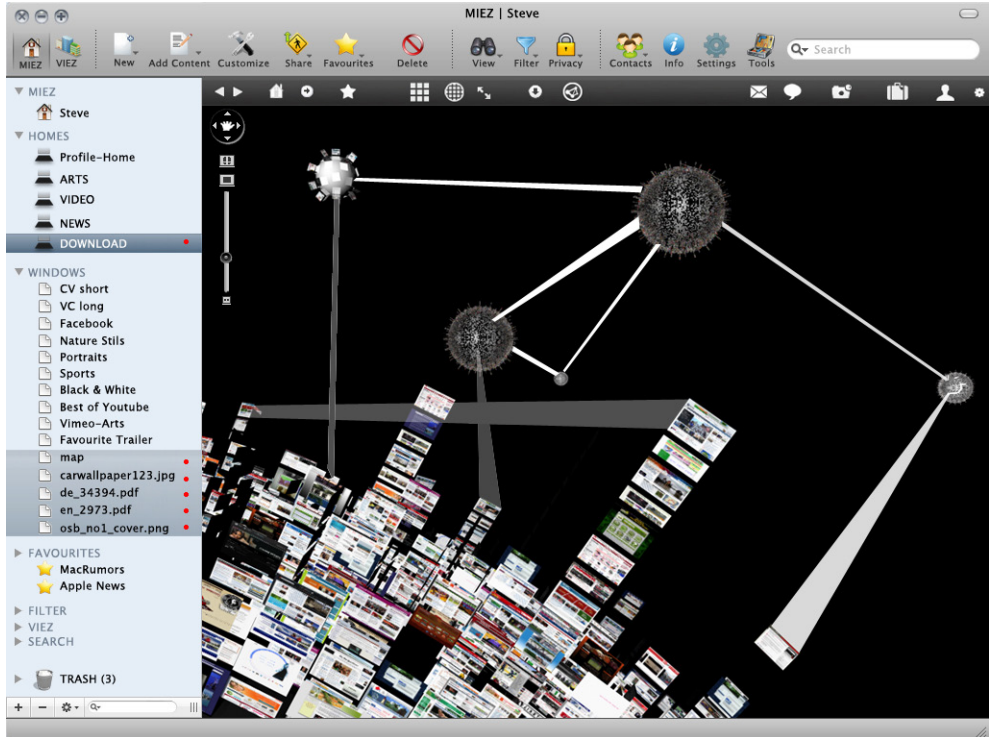 MIEZ | Steve
MIEZ
VIEZ
New
Add Content
Customize
Share
Favourites
Delete
View
Filter
Privacy
Contacts
Info
Settings
Tools
Search
MIEZ
Steve
HOMES
Profile-Home
ARTS
VIDEO
NEWS
DOWNLOAD
WINDOWS
CV short
VC long
Facebook
Nature Stils
Portraits
Sports
Black & White
Best of Youtube
Vimeo-Arts
Favourite Trailer
map
carwallpaper123.jpg
de_34394.pdf
en_2973.pdf
osb_no1_cover.png
FAVOURITES
MacRumors
Apple News
FILTER
VIEZ
SEARCH
TRASH (3)